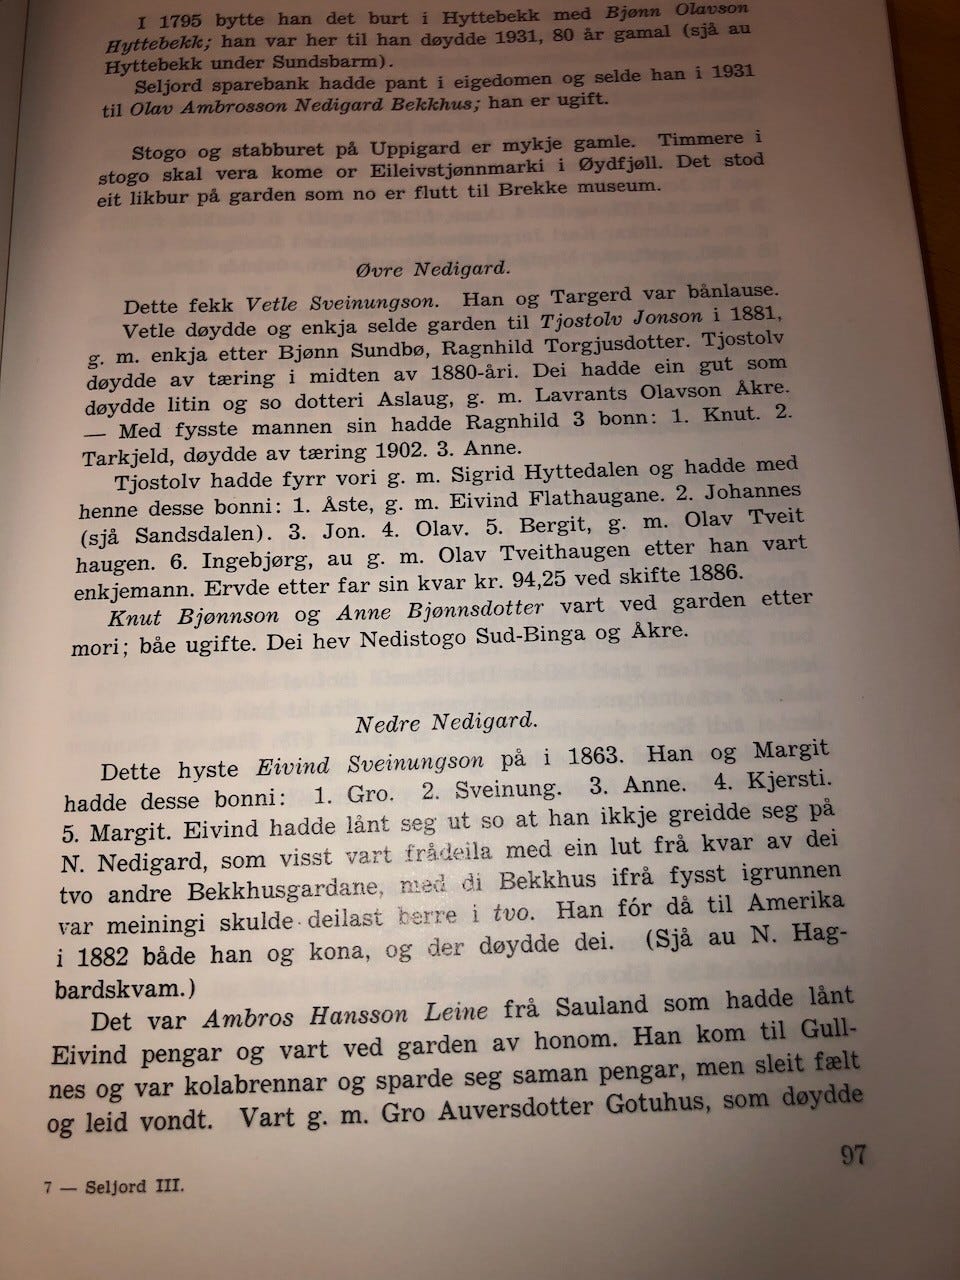 I 1795 bytte han det burt i Hyttebekk med Bjønn Olavson
Hyttebekk; han var her til han døydde 1931, 80 år gamal (sjå au
Hyttebekk under Sundsbarm).
Seljord sparebank hadde pant i eigedomen og selde han i 1931
til Olav Ambrosson Nedigard Bekkhus; han er ugift.
Stogo og stabburet på Uppigard er mykje gamle. Timmere i
stogo skal vera kome or Eileivstjønnmarki i Øydfjøll. Det stod
eit likbur på garden som no er flutt til Brekke museum.
Øvre Nedigard.
Dette fekk Vetle Sveinungson. Han og Targerd var bånlause.
Vetle døydde og enkja selde garden til Tjostolv Jonson i 1881,
g. m. enkja etter Bjønn Sundbø, Ragnhild Torgjusdotter. Tjostolv
døydde av tæring i midten av 1880-åri. Dei hadde ein gut som
døydde litin og so dotteri Aslaug, g. m. Lavrants Olavson Åkre.
— Med fysste mannen sin hadde Ragnhild 3 bonn: 1. Knut. 2.
Tarkjeld, døydde av tæring 1902. 3. Anne.
Tjostolv hadde fyrr vori g. m. Sigrid Hyttedalen og hadde med
henne desse bonni: 1. Åste, g. m. Eivind Flathaugane. 2. Johannes
(sjå Sandsdalen). 3. Jon. 4. Olav. 5. Bergit, g. m. Olav Tveit
haugen. 6. Ingebjørg, au g. m. Olav Tveithaugen etter han vart
enkjemann. Ervde etter far sin kvar kr. 94,25 ved skifte 1886.
Knut Bjønnson og Anne Bjønnsdotter vart ved garden etter
mori; båe ugifte. Dei hev Nedistogo Sud-Binga og Åkre.
Nedre Nedigard.
Dette hyste Eivind Sveinungson på i 1863. Han og Margit
hadde desse bonni: 1. Gro. 2. Sveinung. 3. Anne. 4. Kjersti.
5. Margit. Eivind hadde lånt seg ut so at han ikkje greidde seg på
N. Nedigard, som visst vart frådeila med ein lut frå kvar av dei
tvo andre Bekkhusgardane, med di Bekkhus ifrå fysst igrunnen
var meiningi skulde deilast berre i tvo. Han fór då til Amerika
i 1882 både han og kona, og der døydde dei. (Sjå au N. Hag-
bardskvam.)
Det var Ambros Hansson Leine frå Sauland som hadde lånt
Eivind pengar og vart ved garden av honom. Han kom til Gull-
nes og var kolabrennar og sparde seg saman pengar, men sleit fælt
og leid vondt. Vart g. m. Gro Auversdotter Gotuhus, som døydde
97
7 — Seljord III.